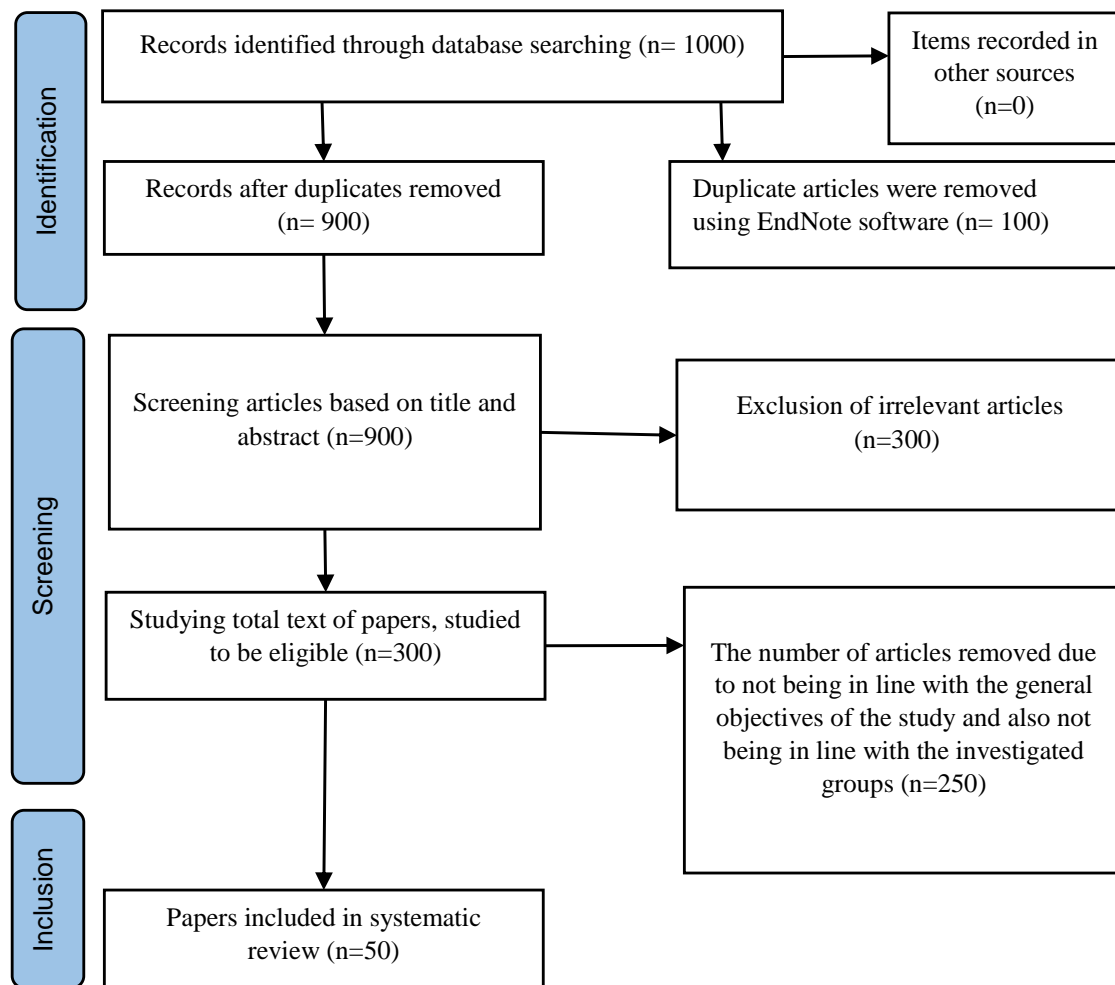 Identification
Records identified through database searching (n= 1000)
Items recorded in
other sources
(n=0)
Records after duplicates removed
(n= 900)
Duplicate articles were removed
using EndNote software (n= 100)
Screening
Screening articles based on title and
abstract (n=900)
Exclusion of irrelevant articles
(n=300)
Studying total text of papers, studied
to be eligible (n=300)
The number of articles removed due
to not being in line with the general
objectives of the study and also not
being in line with the investigated
groups (n=250)
Inclusion
Papers included in systematic
review (n=50)